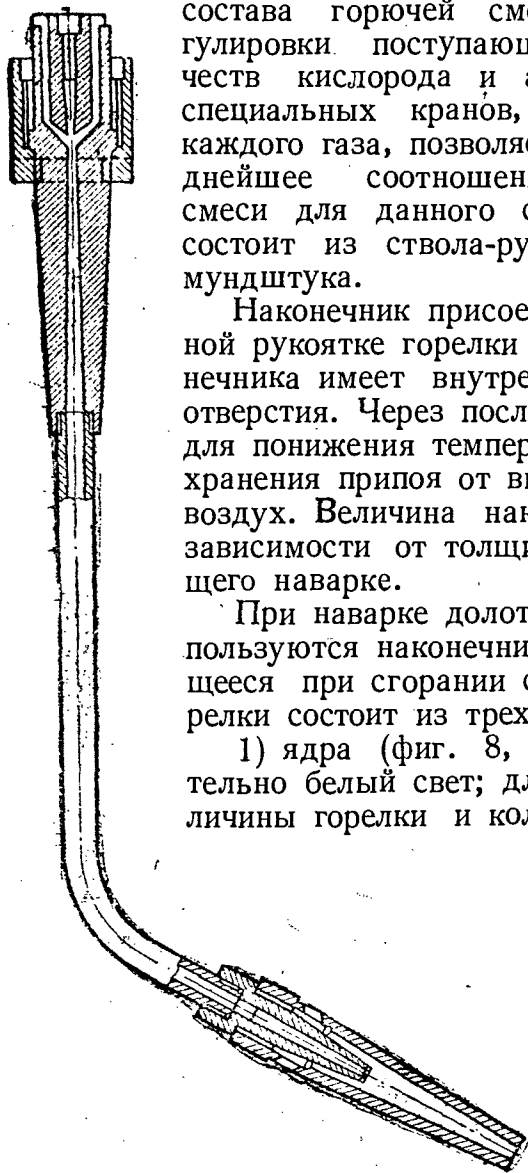 состава горючей сме
гулировки поступающ
честв кислорода и а
специальных кранов,
каждого газа, позволя
днейшее соотношен
смеси для данного с
состоит из ствола-ру
мундштука.
Наконечник присое
ной рукоятке горелки
нечника имеет внутре
отверстия. Через посл
для понижения темпер
хранения припоя от в
воздух. Величина нак
зависимости от толщи
щего наварке.
При наварке долот
пользуются наконечни
щееся при сгорании с
релки состоит из трех
1) ядра (фиг. 8,
тельно белый свет; дл
личины горелки и кол